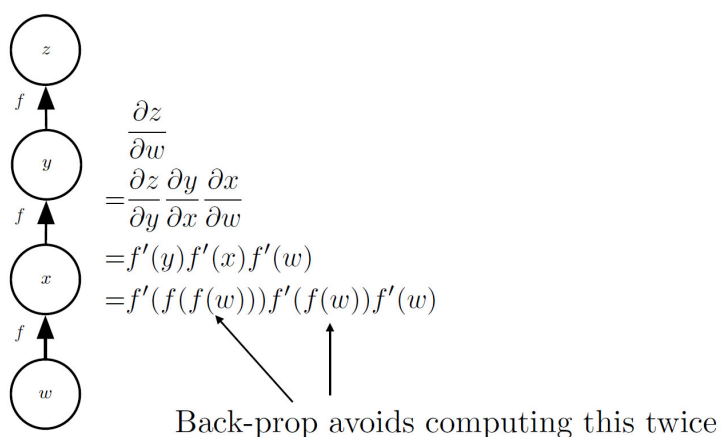 z
f
∂z/∂w
y
=∂z/∂y ∂y/∂x ∂x/∂w
f
=f′(y)f′(x)f′(w)
x
=f′(f(f(w)))f′(f(w))f′(w)
f
w
Back-prop avoids computing this twice